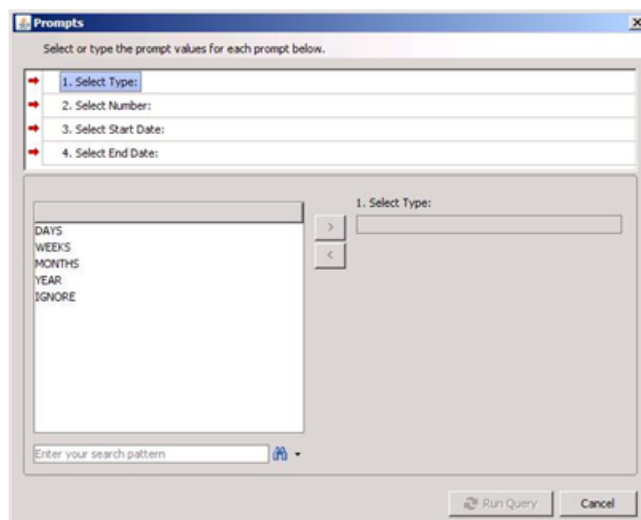 Prompts
Select or type the prompt values for each prompt below.
1. Select Type:
2. Select Number:
3. Select Start Date:
4. Select End Date:
1. Select Type:
DAYS
WEEKS
MONTHS
YEAR
IGNORE
>
<
Enter your search pattern
Run Query
Cancel